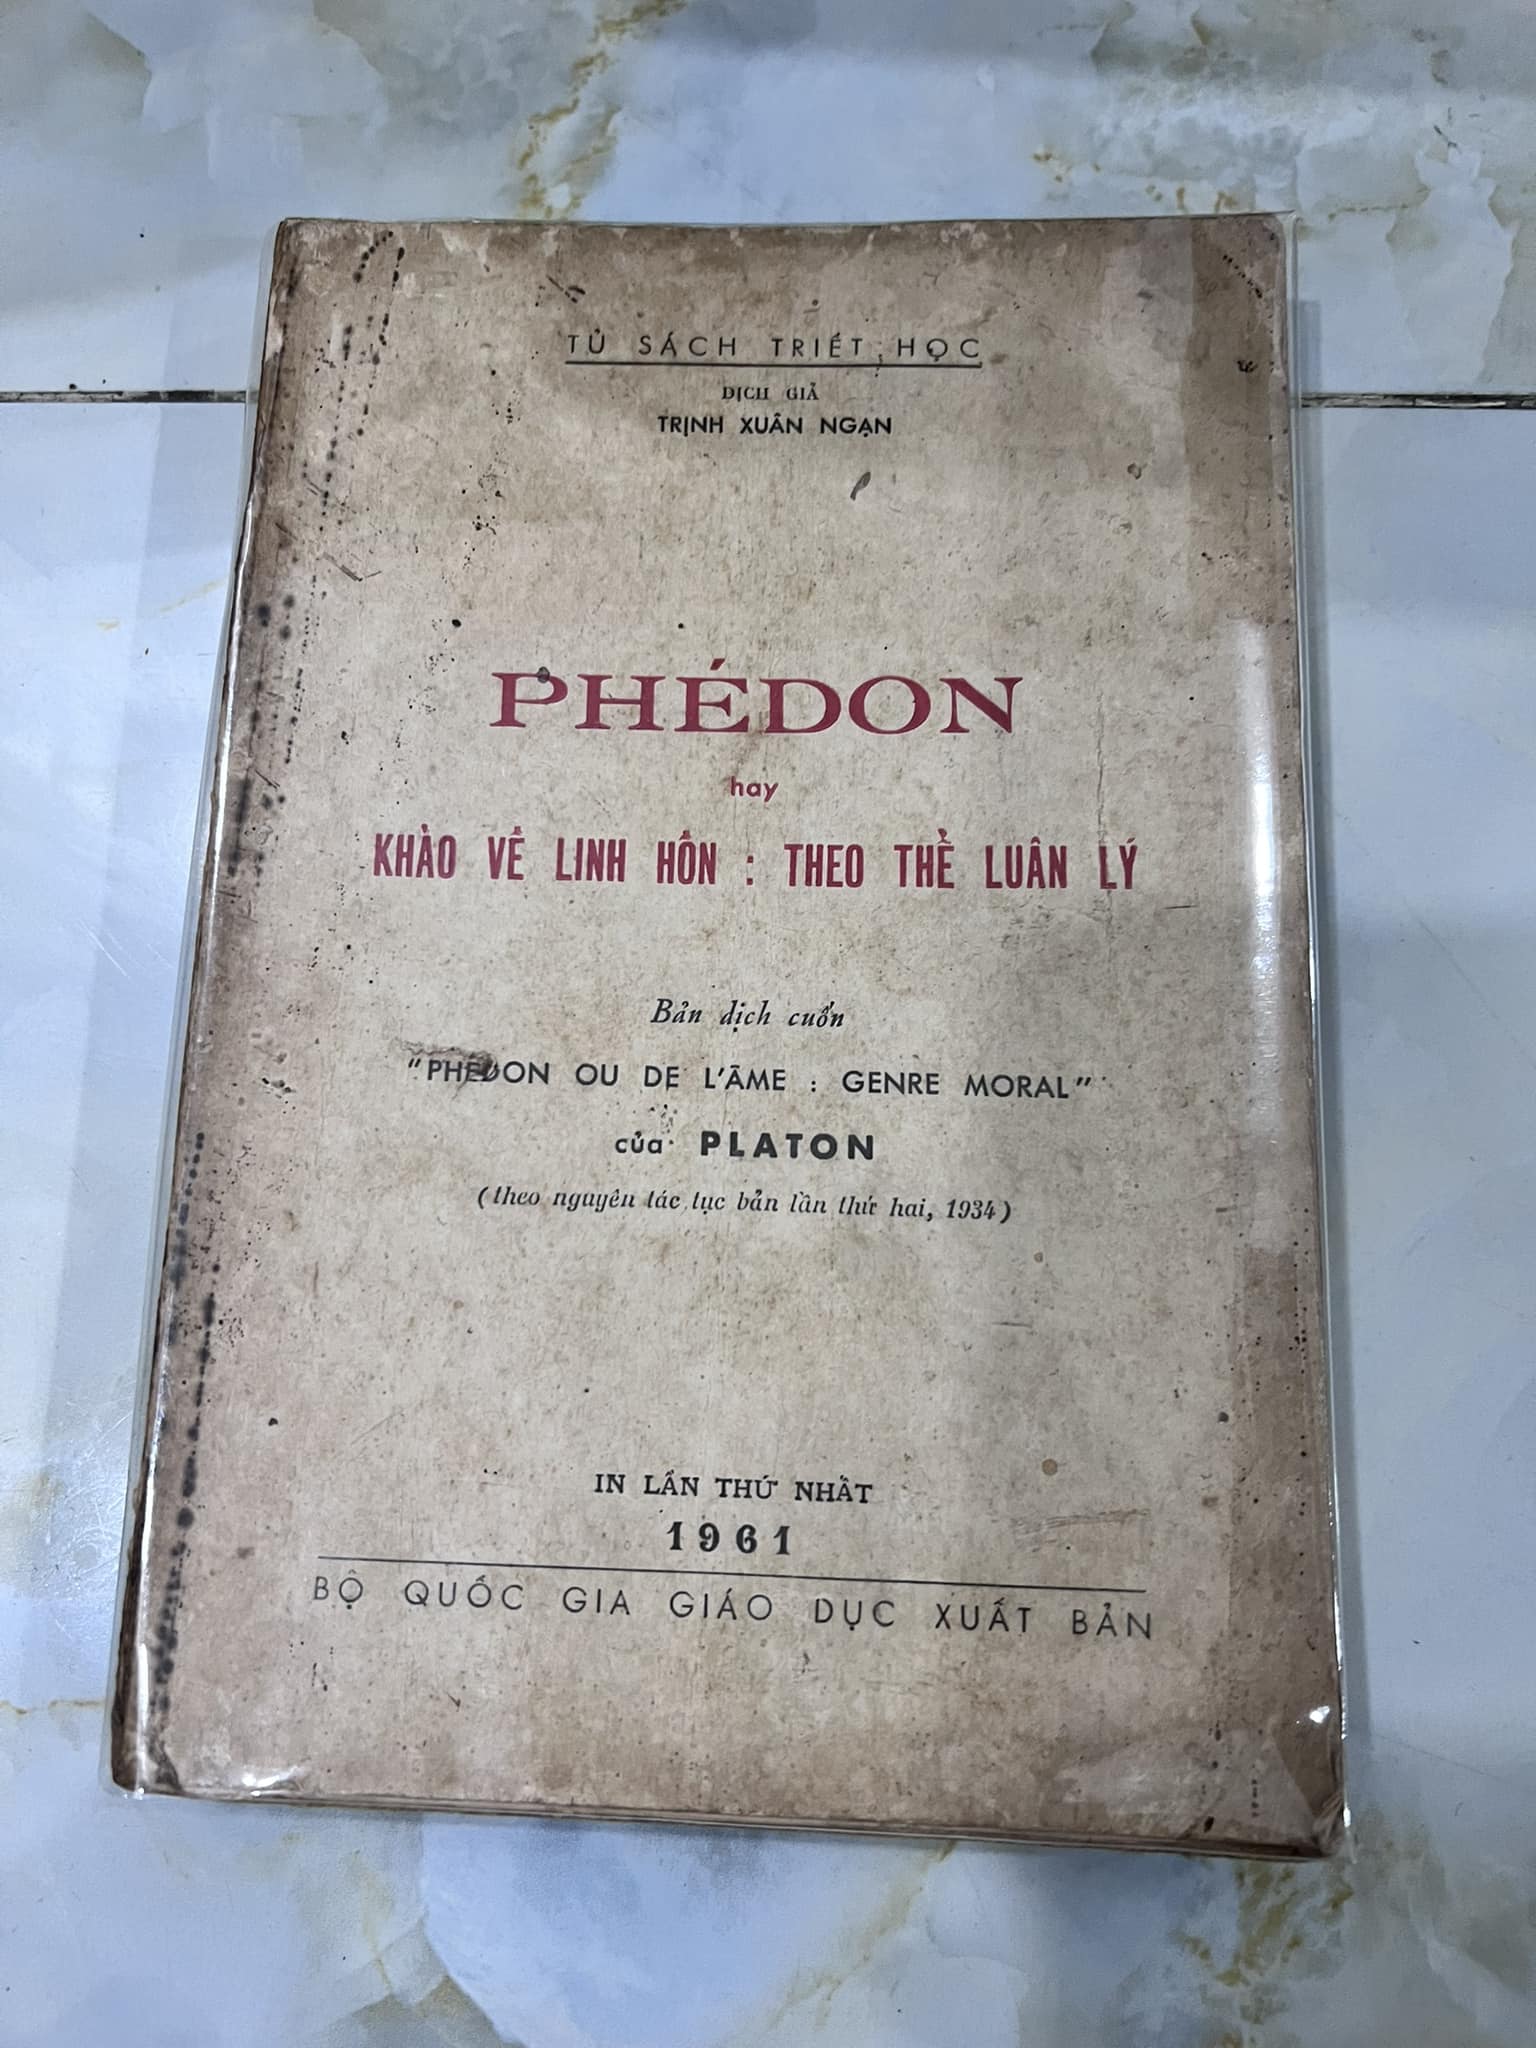 TỦ SÁCH TRIẾT HỌC
DỊCH GIẢ
TRỊNH XUÂN NGẠN
PHÉDON
hay
KHẢO VỀ LINH HỒN : THEO THỂ LUÂN LÝ
Bản dịch cuốn
"PHÉDON OU DE L'ÂME : GENRE MORAL"
của PLATON
(theo nguyên tác tục bản lần thứ hai, 1934)
IN LẦN THỨ NHẤT
1961
BỘ QUỐC GIA GIÁO DỤC XUẤT BẢN